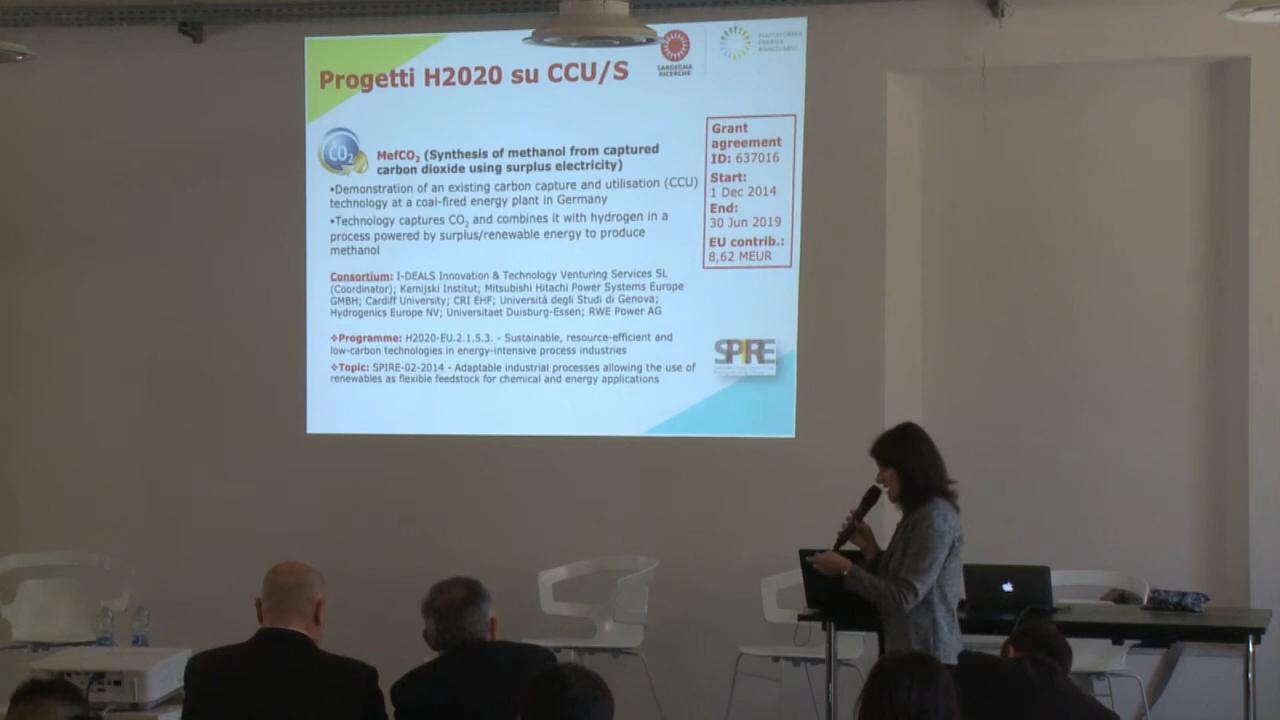 Progetti H2020 su CCU/S
SARDEGNA
RICERCHE
PIATTAFORMA
ENERGIE
RINNOVABILI
CO2
MefCO2 (Synthesis of methanol from captured
carbon dioxide using surplus electricity)
•Demonstration of an existing carbon capture and utilisation (CCU)
technology at a coal-fired energy plant in Germany
•Technology captures CO2 and combines it with hydrogen in a
process powered by surplus/renewable energy to produce
methanol
Grant
agreement
ID: 637016
Start:
1 Dec 2014
End:
30 Jun 2019
EU contrib.:
8,62 MEUR
Consortium: I-DEALS Innovation & Technology Venturing Services SL
(Coordinator); Kemijski Institut; Mitsubishi Hitachi Power Systems Europe
GMBH; Cardiff University; CRI EHF; Università degli Studi di Genova;
Hydrogenics Europe NV; Universitaet Duisburg-Essen; RWE Power AG
❖Programme: H2020-EU.2.1.5.3. - Sustainable, resource-efficient and
low-carbon technologies in energy-intensive process industries
❖Topic: SPIRE-02-2014 - Adaptable industrial processes allowing the use of
renewables as flexible feedstock for chemical and energy applications
SPIRE